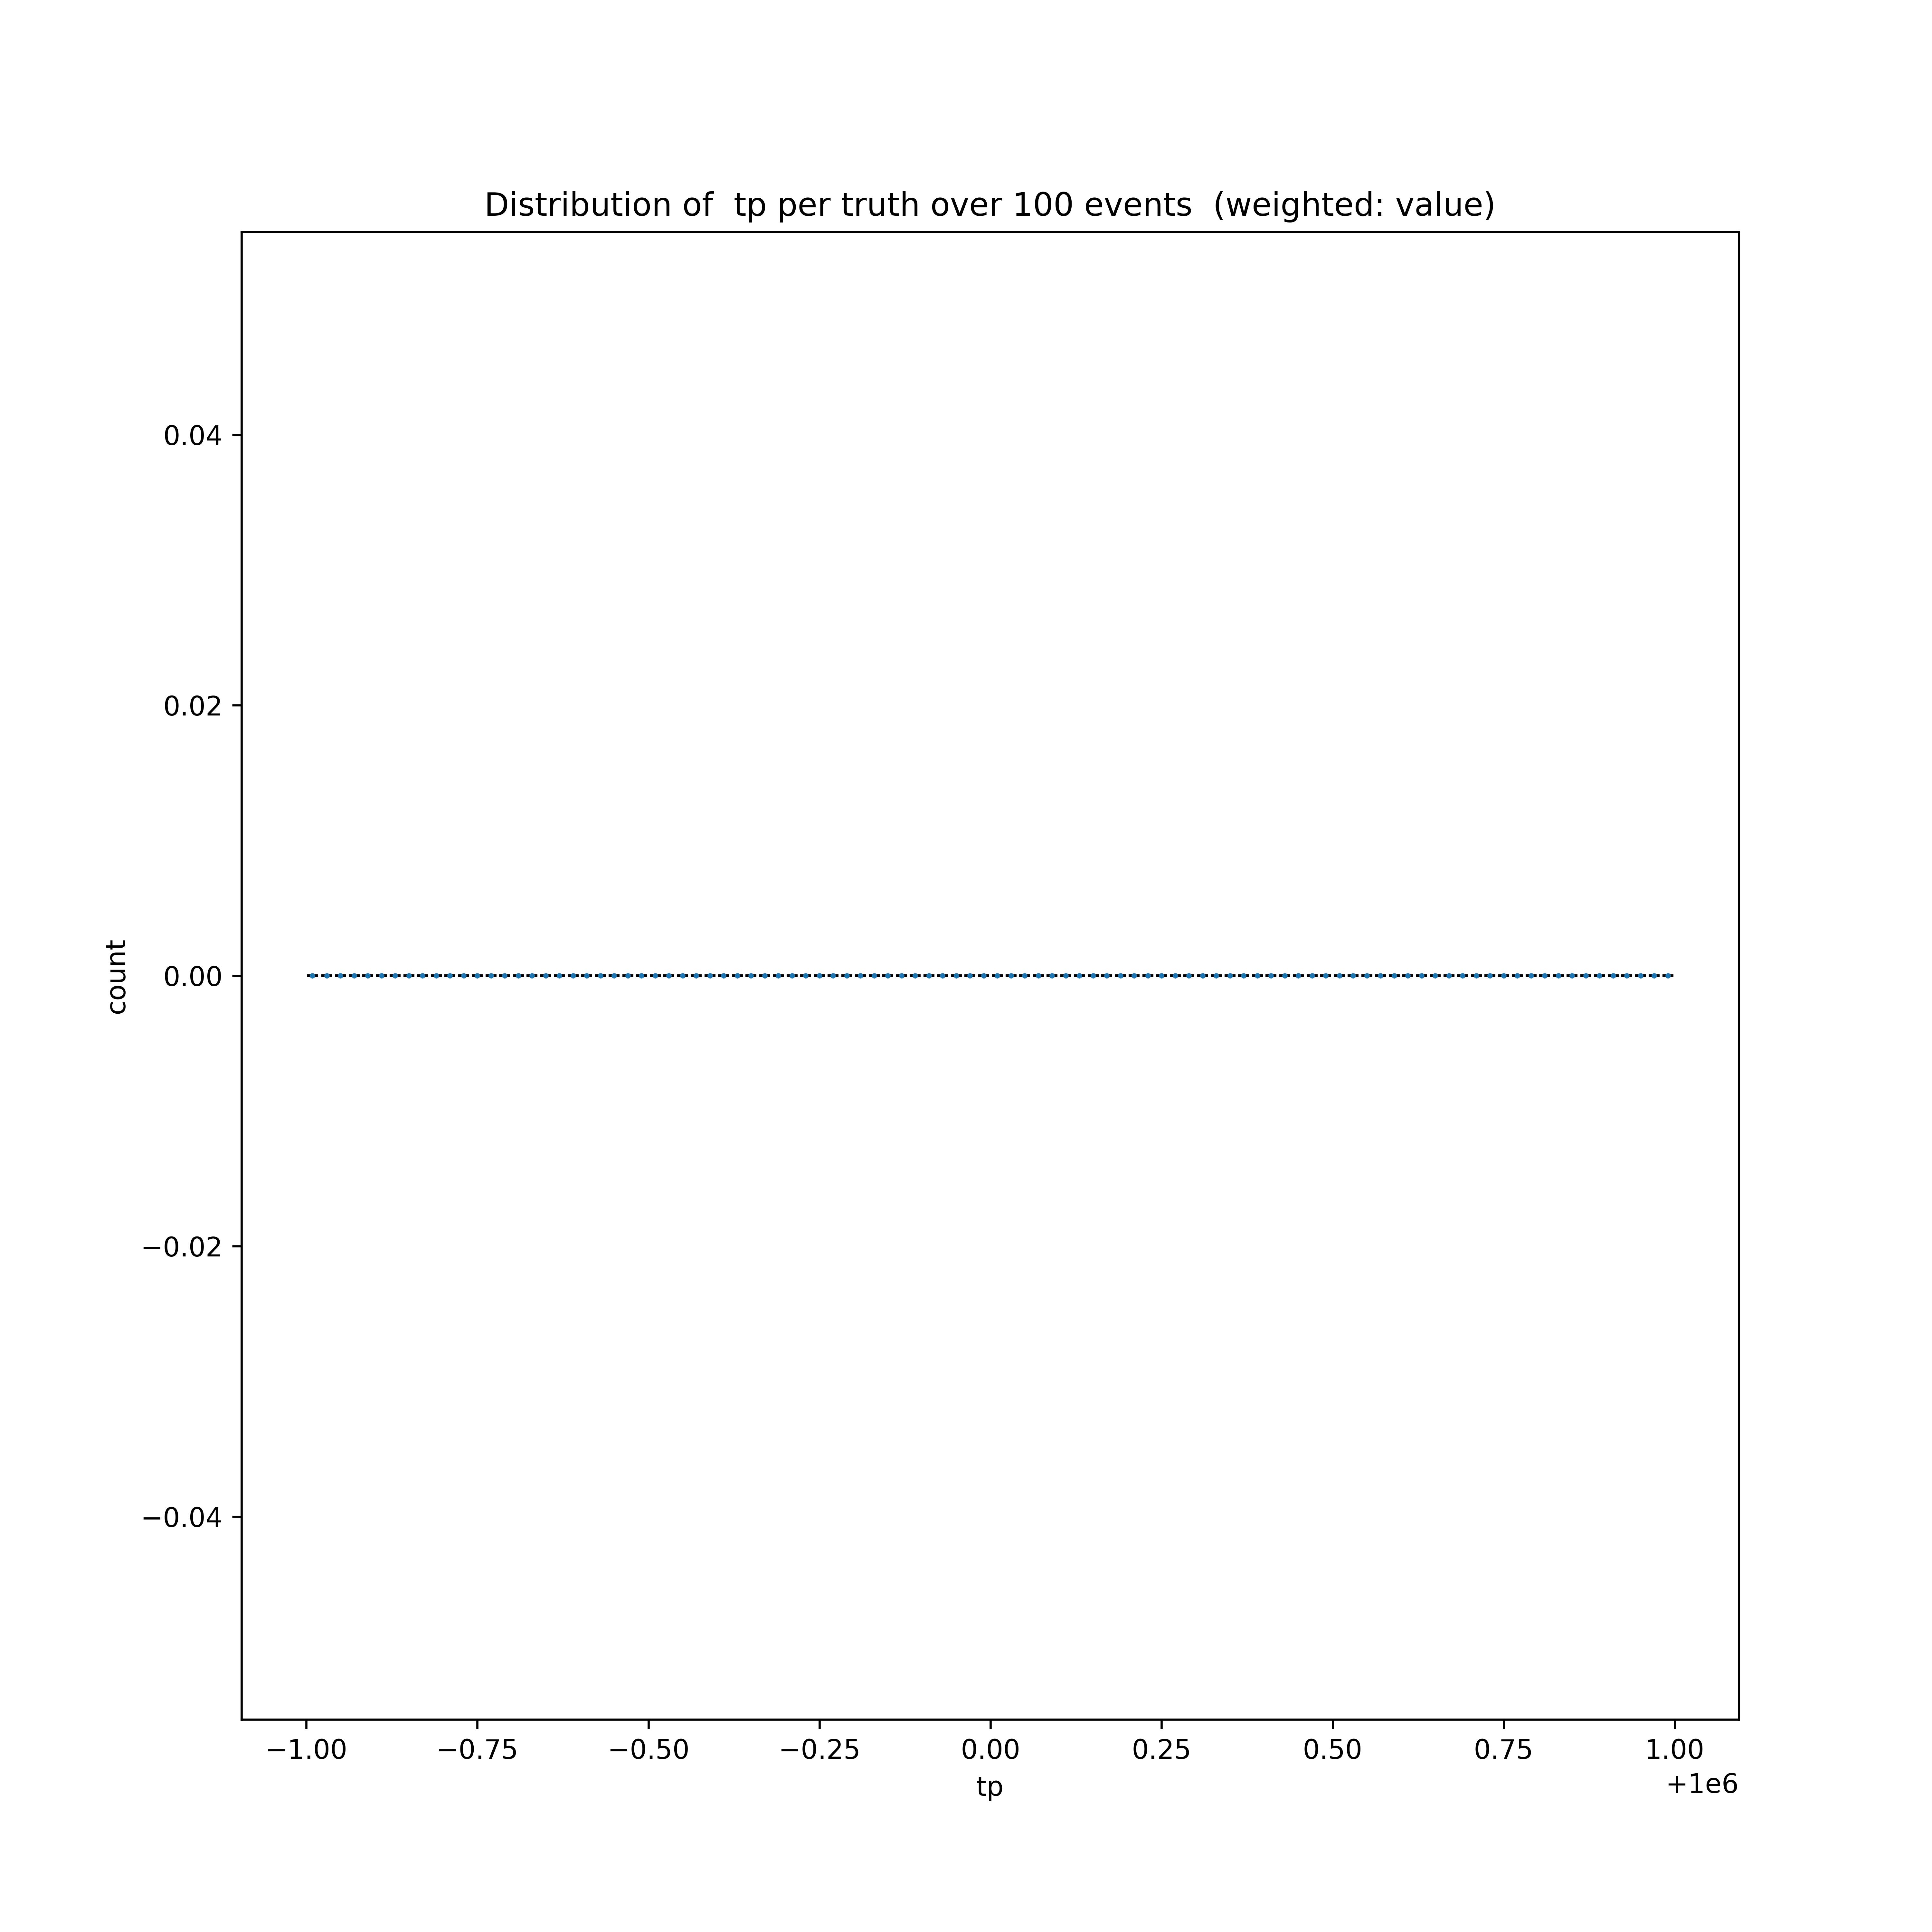 Distribution of  tp per truth over 100 events  (weighted: value)
0.04
0.02
0.00
−0.02
−0.04
count
−1.00 −0.75 −0.50 −0.25 0.00 0.25 0.50 0.75 1.00
tp
+1e6